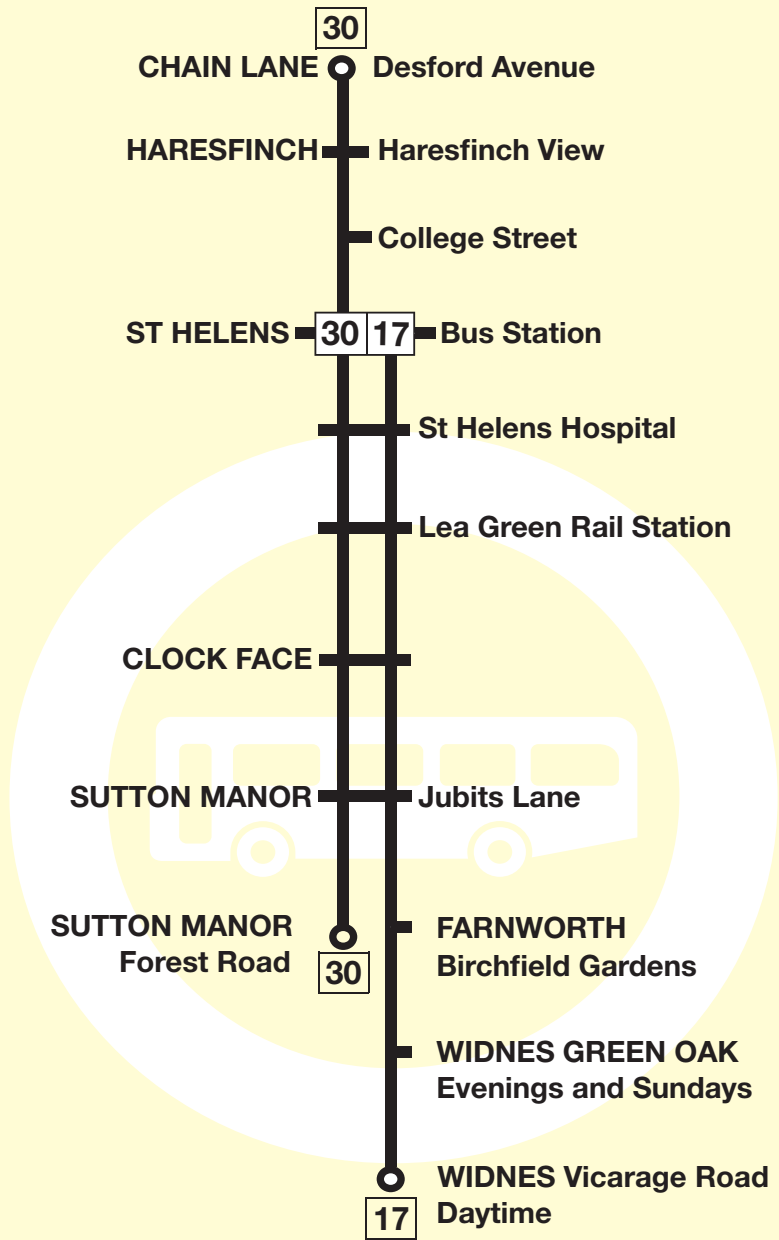 30
CHAIN LANE Desford Avenue
HARESFINCH Haresfinch View
College Street
ST HELENS 30 17 Bus Station
St Helens Hospital
Lea Green Rail Station
CLOCK FACE
SUTTON MANOR Jubits Lane
SUTTON MANOR
Forest Road
30
FARNWORTH
Birchfield Gardens
WIDNES GREEN OAK
Evenings and Sundays
WIDNES Vicarage Road
Daytime
17